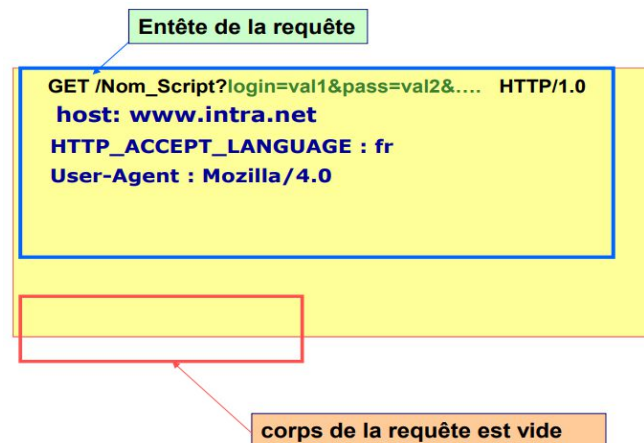 Entête de la requête
GET /Nom_Script?login=val1&pass=val2&.... HTTP/1.0
host: www.intra.net
HTTP_ACCEPT_LANGUAGE : fr
User-Agent : Mozilla/4.0
corps de la requête est vide